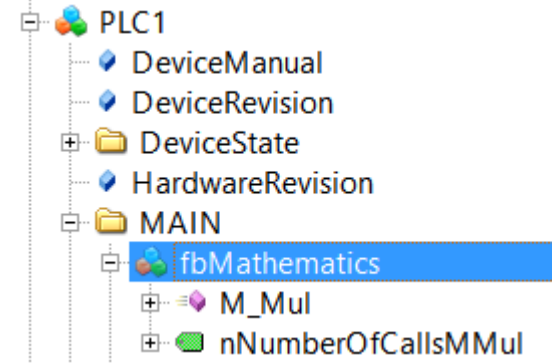 PLC1
DeviceManual
DeviceRevision
DeviceState
HardwareRevision
MAIN
fbMathematics
M_Mul
nNumberOfCallsMMul